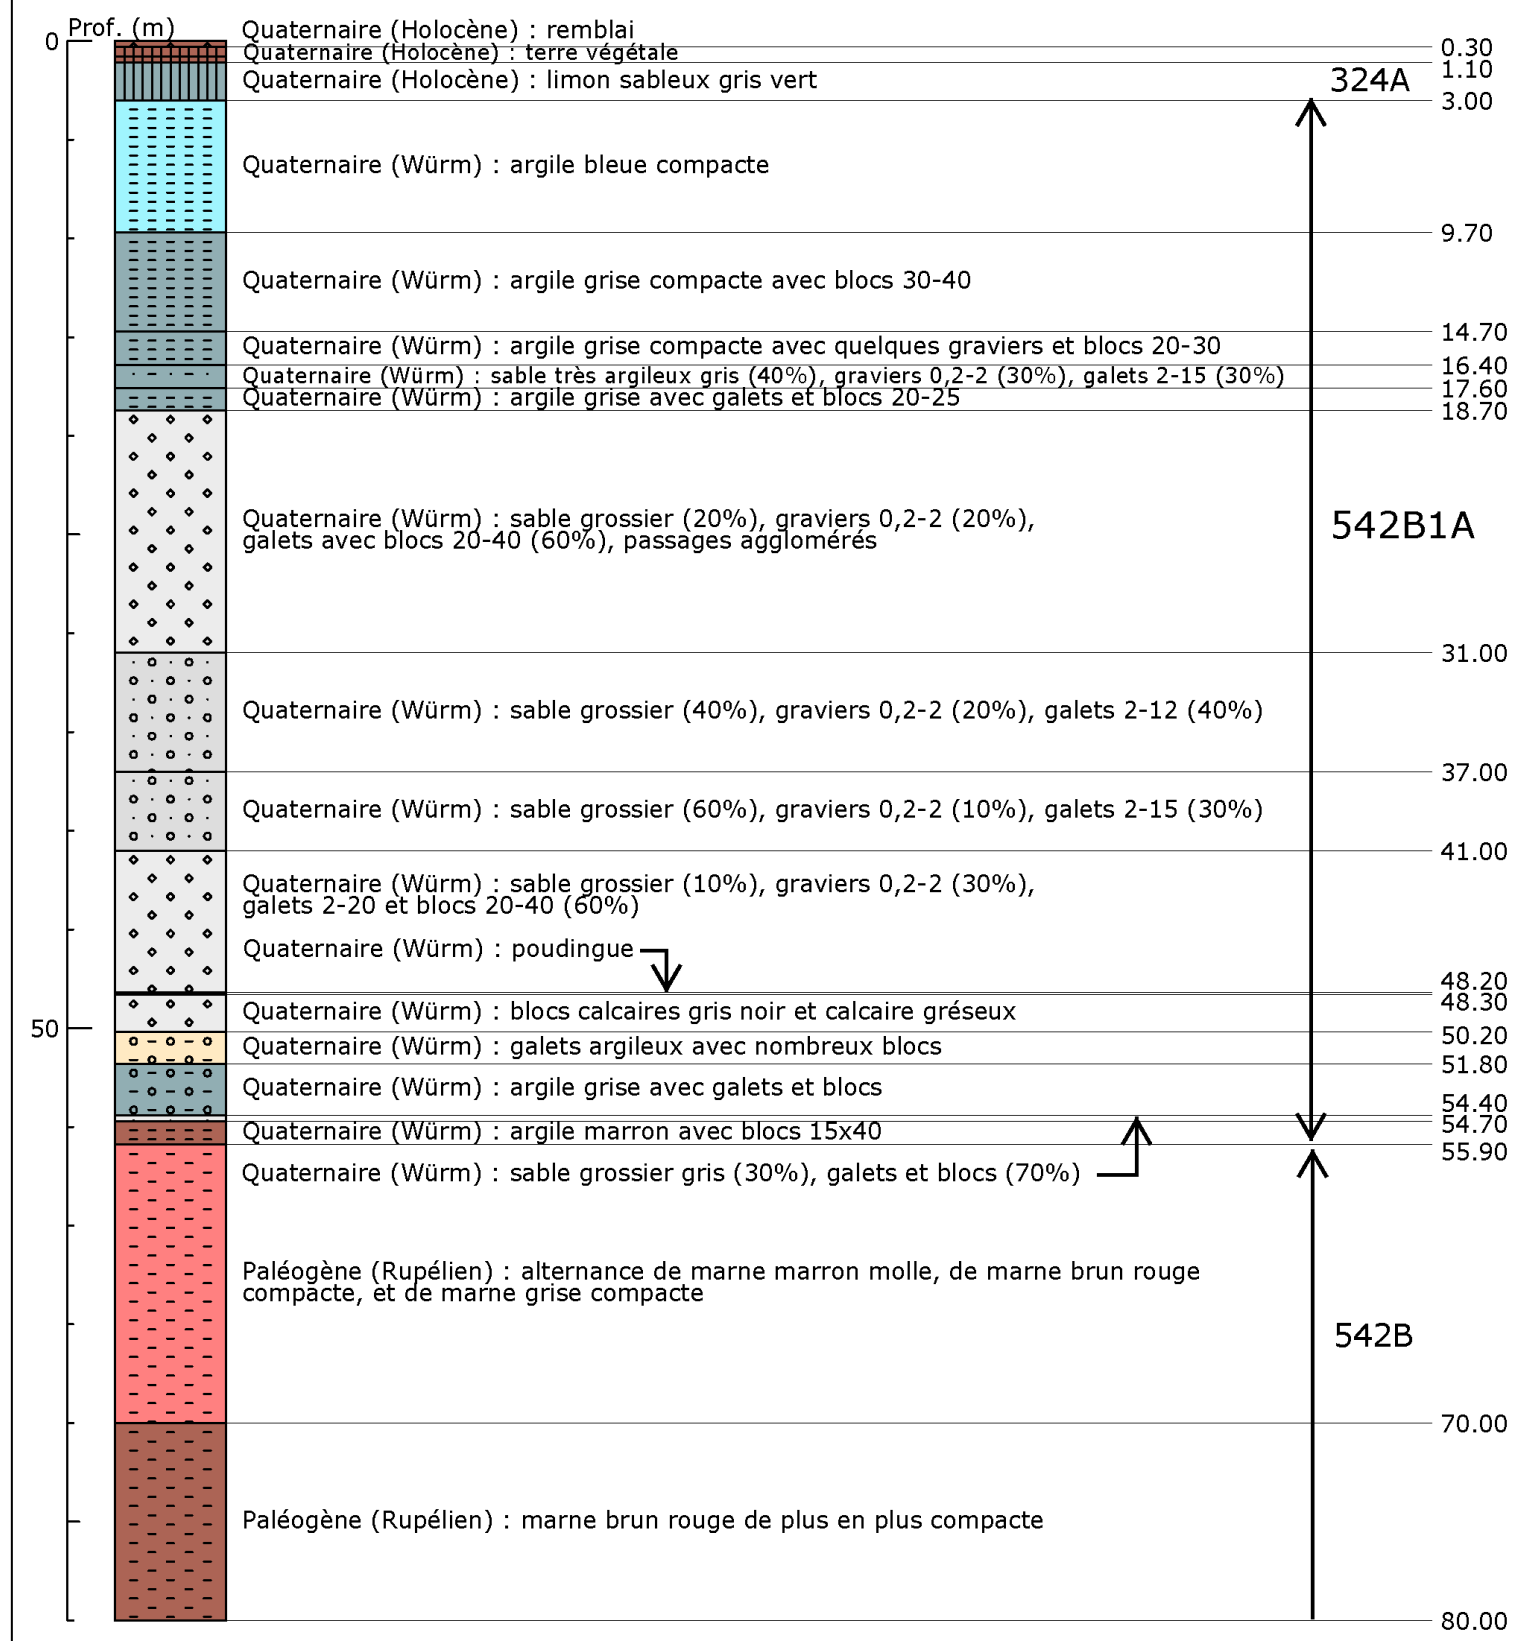 Prof. (m)
0
Quaternaire (Holocène) : remblai
0.30
Quaternaire (Holocène) : terre végétale
1.10
Quaternaire (Holocène) : limon sableux gris vert
324A
3.00
Quaternaire (Würm) : argile bleue compacte
9.70
Quaternaire (Würm) : argile grise compacte avec blocs 30-40
14.70
Quaternaire (Würm) : argile grise compacte avec quelques graviers et blocs 20-30
16.40
Quaternaire (Würm) : sable très argileux gris (40%), graviers 0,2-2 (30%), galets 2-15 (30%)
17.60
Quaternaire (Würm) : argile grise avec galets et blocs 20-25
18.70
Quaternaire (Würm) : sable grossier (20%), graviers 0,2-2 (20%),
galets avec blocs 20-40 (60%), passages agglomérés
542B1A
31.00
Quaternaire (Würm) : sable grossier (40%), graviers 0,2-2 (20%), galets 2-12 (40%)
37.00
Quaternaire (Würm) : sable grossier (60%), graviers 0,2-2 (10%), galets 2-15 (30%)
41.00
Quaternaire (Würm) : sable grossier (10%), graviers 0,2-2 (30%),
galets 2-20 et blocs 20-40 (60%)
Quaternaire (Würm) : poudingue
48.20
48.30
Quaternaire (Würm) : blocs calcaires gris noir et calcaire gréseux
50
50.20
Quaternaire (Würm) : galets argileux avec nombreux blocs
51.80
Quaternaire (Würm) : argile grise avec galets et blocs
54.40
54.70
Quaternaire (Würm) : argile marron avec blocs 15x40
55.90
Quaternaire (Würm) : sable grossier gris (30%), galets et blocs (70%)
Paléogène (Rupélien) : alternance de marne marron molle, de marne brun rouge
compacte, et de marne grise compacte
542B
70.00
Paléogène (Rupélien) : marne brun rouge de plus en plus compacte
80.00